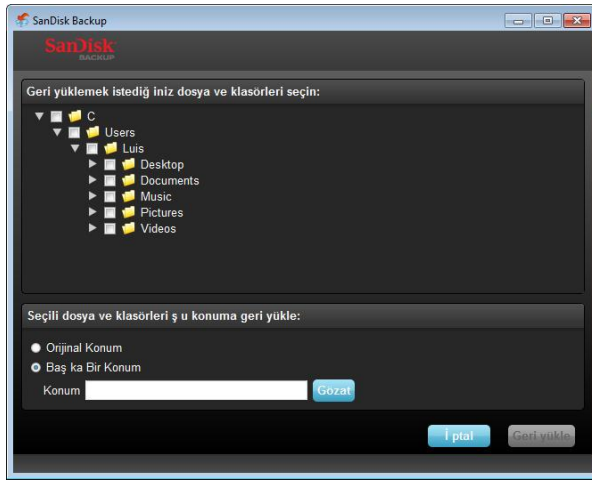 SanDisk Backup
SanDisk
BACKUP
Geri yüklemek istediğ iniz dosya ve klasörleri seçin:
C
Users
Luis
Desktop
Documents
Music
Pictures
Videos
Seçili dosya ve klasörleri ş u konuma geri yükle:
Orijinal Konum
Baş ka Bir Konum
Konum Gözat
İ ptal Geri yükle